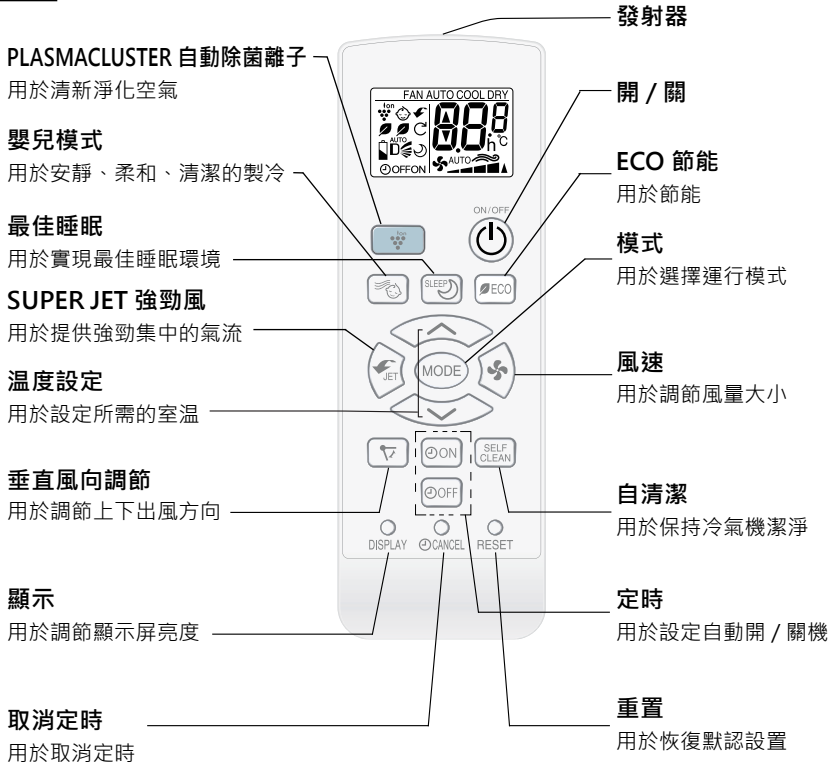 PLASMACLUSTER 自動除菌離子
用於清新淨化空氣
嬰兒模式
用於安靜、柔和、清潔的製冷
最佳睡眠
用於實現最佳睡眠環境
SUPER JET 強勁風
用於提供強勁集中的氣流
温度設定
用於設定所需的室温
垂直風向調節
用於調節上下出風方向
顯示
用於調節顯示屏亮度
取消定時
用於取消定時
FAN AUTO COOL DRY
Ion
88 8
h °C
AUTO
D
AUTO
OFF ON
Ion
ON/OFF
SLEEP
ECO
JET
MODE
ON
SELF
CLEAN
OFF
DISPLAY
CANCEL
RESET
發射器
開 / 關
ECO 節能
用於節能
模式
用於選擇運行模式
風速
用於調節風量大小
自清潔
用於保持冷氣機潔淨
定時
用於設定自動開 / 關機
重置
用於恢復默認設置